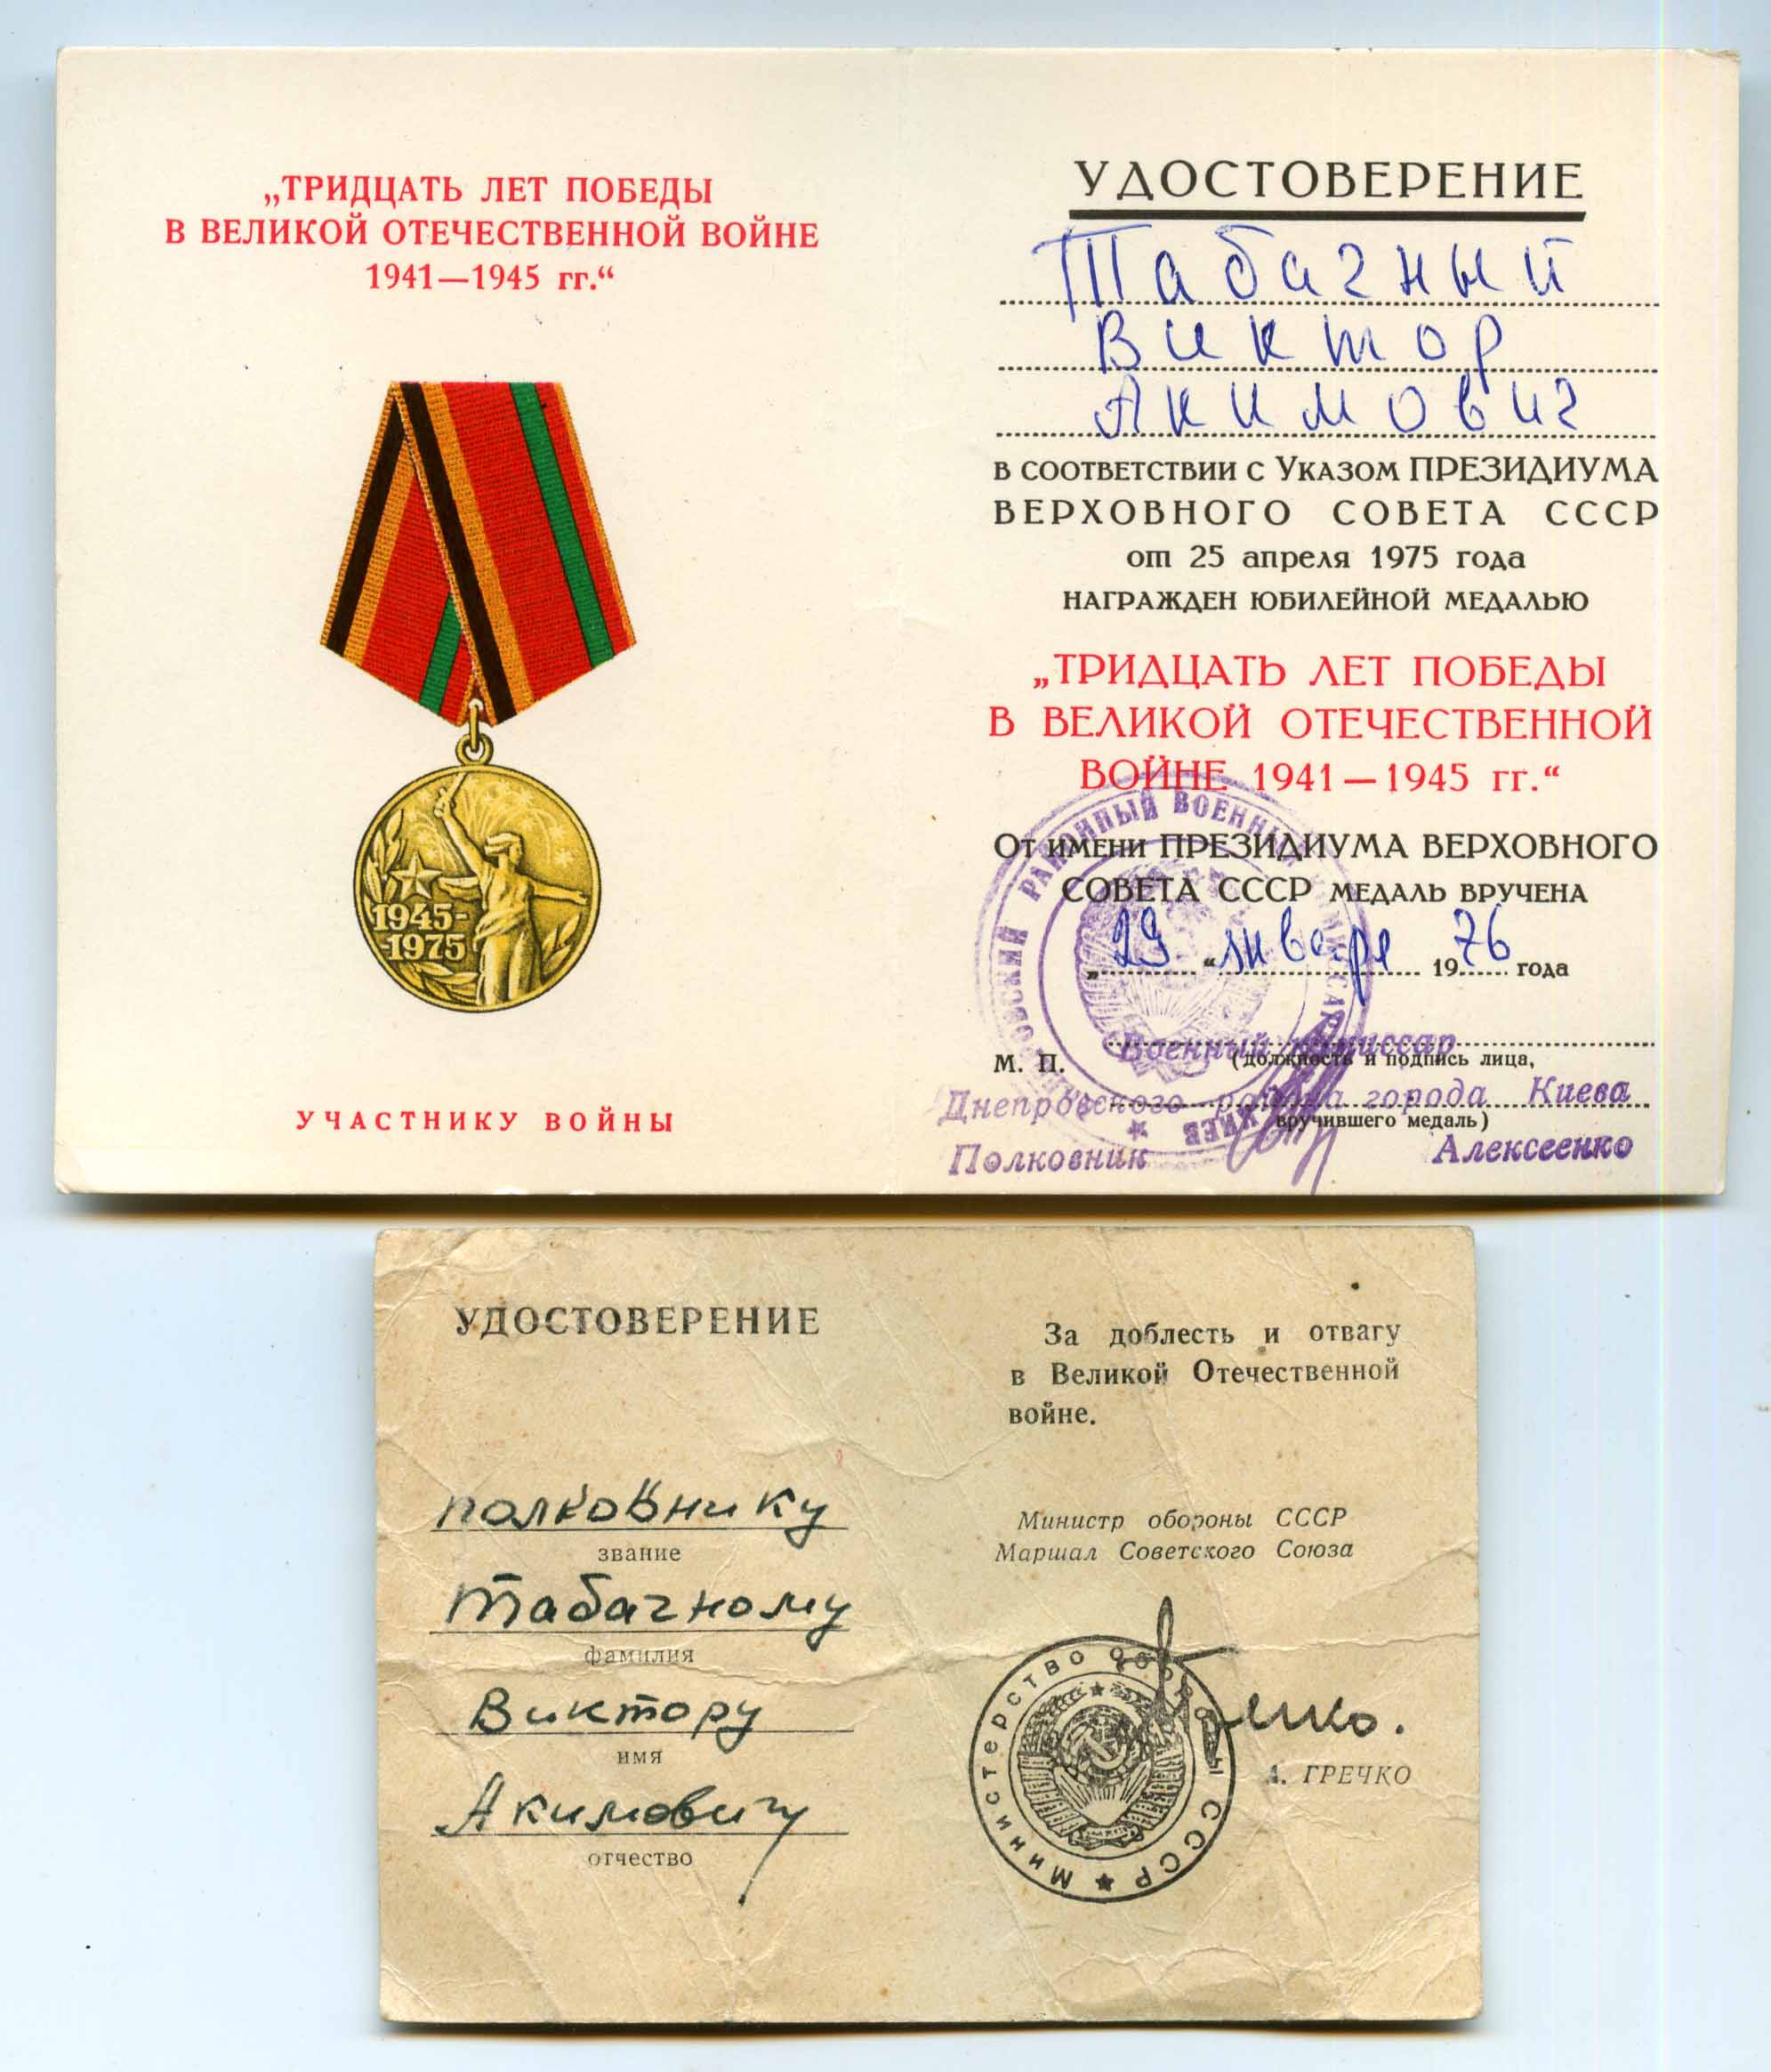 „ТРИДЦАТЬ ЛЕТ ПОБЕДЫ
В ВЕЛИКОЙ ОТЕЧЕСТВЕННОЙ ВОЙНЕ
1941—1945 гг.“
1945-
1975
УЧАСТНИКУ ВОЙНЫ
УДОСТОВЕРЕНИЕ
Табачный
Виктор
Акимович
В СООТВЕТСТВИИ С УКАЗОМ ПРЕЗИДИУМА
ВЕРХОВНОГО СОВЕТА СССР
от 25 апреля 1975 года
НАГРАЖДЕН ЮБИЛЕЙНОЙ МЕДАЛЬЮ
„ТРИДЦАТЬ ЛЕТ ПОБЕДЫ
В ВЕЛИКОЙ ОТЕЧЕСТВЕННОЙ
ВОЙНЕ 1941—1945 гг.“
ОТ ИМЕНИ ПРЕЗИДИУМА ВЕРХОВНОГО
СОВЕТА СССР МЕДАЛЬ ВРУЧЕНА
„29“ января 1976 года
Военный комиссар
М. П. (должность и подпись лица,
Днепровского района города Киева
вручившего медаль)
Полковник Алексеенко
РАЙОННЫЙ ВОЕННЫЙ
УДОСТОВЕРЕНИЕ
полковнику
звание
Табачному
фамилия
Виктору
имя
Акимовичу
отчество
За доблесть и отвагу
в Великой Отечественной
войне.
Министр обороны СССР
Маршал Советского Союза
Министерство Обороны СССР
А. ГРЕЧКО